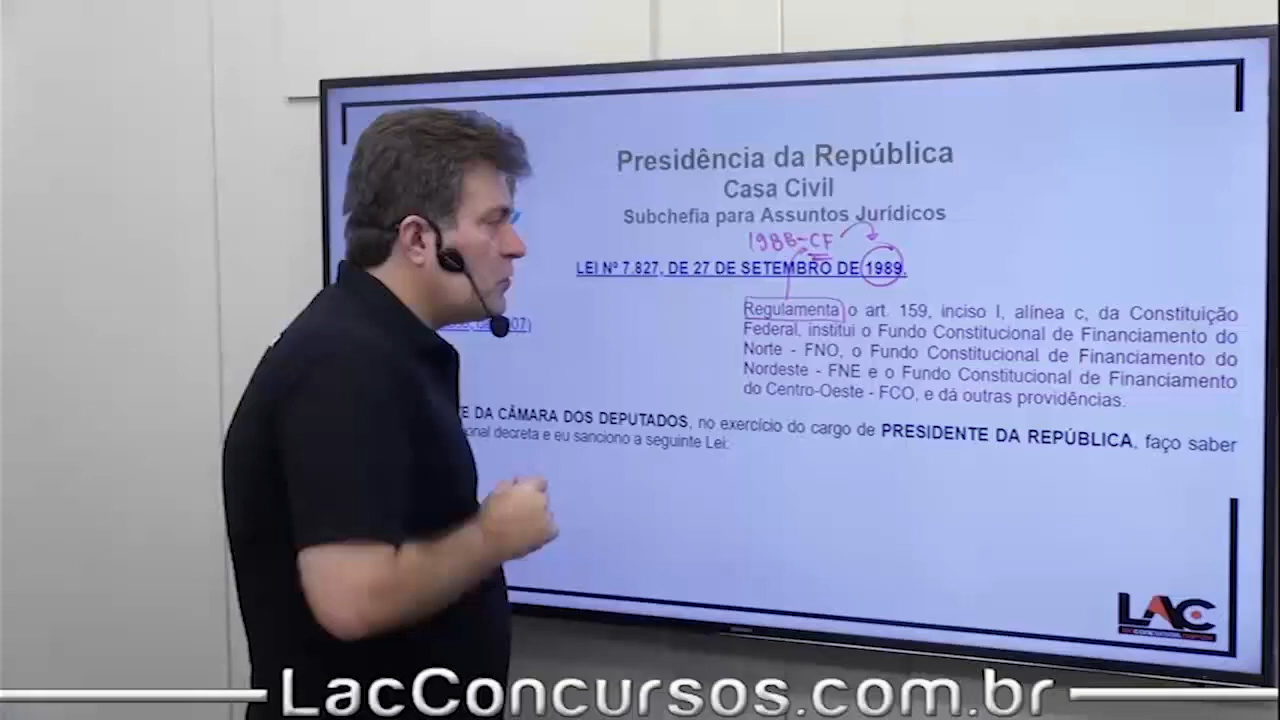 Presidência da República
Casa Civil
Subchefia para Assuntos Jurídicos
1988-CF
LEI Nº 7.827, DE 27 DE SETEMBRO DE 1989.
Regulamenta o art. 159, inciso I, alínea c, da Constituição
Federal, institui o Fundo Constitucional de Financiamento do
Norte - FNO, o Fundo Constitucional de Financiamento do
Nordeste - FNE e o Fundo Constitucional de Financiamento
do Centro-Oeste - FCO, e dá outras providências.
07)
DA CÂMARA DOS DEPUTADOS, no exercício do cargo de PRESIDENTE DA REPÚBLICA, faço saber
decreta e eu sanciono a seguinte Lei:
LAC
LacConcursos.com.br